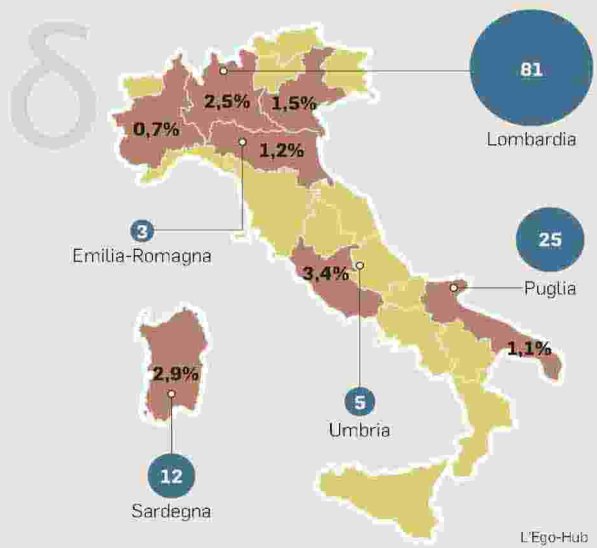 δ
81
2,5%
1,5%
0,7%
Lombardia
1,2%
3
25
Emilia-Romagna
3,4%
Puglia
1,1%
2,9%
5
Umbria
12
Sardegna
L'Ego-Hub